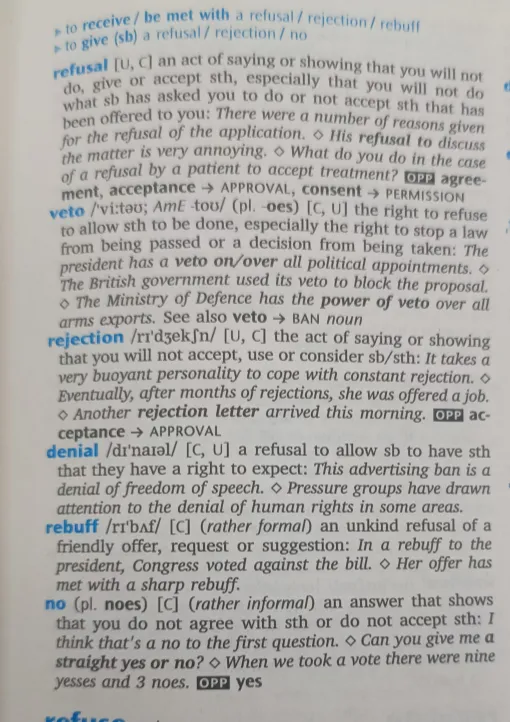 ▸ to receive / be met with a refusal / rejection / rebuff
▸ to give (sb) a refusal / rejection / no
refusal [U, C] an act of saying or showing that you will not
do, give or accept sth, especially that you will not do
what sb has asked you to do or not accept sth that has
been offered to you: There were a number of reasons given
for the refusal of the application. ◇ His refusal to discuss
the matter is very annoying. ◇ What do you do in the case
of a refusal by a patient to accept treatment? OPP agree-
ment, acceptance → APPROVAL, consent → PERMISSION
veto /ˈviːtəʊ; AmE -toʊ/ (pl. -oes) [C, U] the right to refuse
to allow sth to be done, especially the right to stop a law
from being passed or a decision from being taken: The
president has a veto on/over all political appointments. ◇
The British government used its veto to block the proposal.
◇ The Ministry of Defence has the power of veto over all
arms exports. See also veto → BAN noun
rejection /rɪˈdʒekʃn/ [U, C] the act of saying or showing
that you will not accept, use or consider sb/sth: It takes a
very buoyant personality to cope with constant rejection. ◇
Eventually, after months of rejections, she was offered a job.
◇ Another rejection letter arrived this morning. OPP ac-
ceptance → APPROVAL
denial /dɪˈnaɪəl/ [C, U] a refusal to allow sb to have sth
that they have a right to expect: This advertising ban is a
denial of freedom of speech. ◇ Pressure groups have drawn
attention to the denial of human rights in some areas.
rebuff /rɪˈbʌf/ [C] (rather formal) an unkind refusal of a
friendly offer, request or suggestion: In a rebuff to the
president, Congress voted against the bill. ◇ Her offer has
met with a sharp rebuff.
no (pl. noes) [C] (rather informal) an answer that shows
that you do not agree with sth or do not accept sth: I
think that's a no to the first question. ◇ Can you give me a
straight yes or no? ◇ When we took a vote there were nine
yesses and 3 noes. OPP yes
refuse